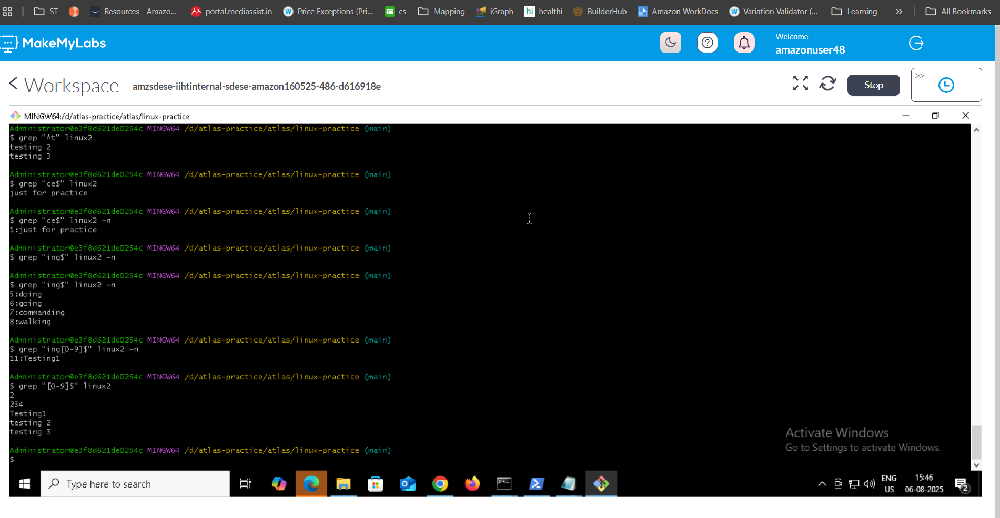 ST Resources - Amazo... portal.mediassist.in Price Exceptions (Pri... cs Mapping iGraph hi healthi BuilderHub Amazon WorkDocs Variation Validator (... Learning » All Bookmarks
MakeMyLabs
Welcome
amazonuser48
Workspace amzsdese-iihtinternal-sdese-amazon160525-486-d616918e
Stop
MINGW64:/d/atlas-practice/atlas/linux-practice
Administrator@e3f8d621de0254c MINGW64 /d/atlas-practice/atlas/linux-practice (main)
$ grep "^t" linux2
testing 2
testing 3
Administrator@e3f8d621de0254c MINGW64 /d/atlas-practice/atlas/linux-practice (main)
$ grep "ce$" linux2
just for practice
Administrator@e3f8d621de0254c MINGW64 /d/atlas-practice/atlas/linux-practice (main)
$ grep "ce$" linux2 -n
1:just for practice
Administrator@e3f8d621de0254c MINGW64 /d/atlas-practice/atlas/linux-practice (main)
$ grep "ing$" linux2 -n
Administrator@e3f8d621de0254c MINGW64 /d/atlas-practice/atlas/linux-practice (main)
$ grep "ing$" linux2 -n
5:doing
6:going
7:commanding
8:walking
Administrator@e3f8d621de0254c MINGW64 /d/atlas-practice/atlas/linux-practice (main)
$ grep "ing[0-9]$" linux2 -n
11:Testing1
Administrator@e3f8d621de0254c MINGW64 /d/atlas-practice/atlas/linux-practice (main)
$ grep "[0-9]$" linux2
2
234
Testing1
testing 2
testing 3
Administrator@e3f8d621de0254c MINGW64 /d/atlas-practice/atlas/linux-practice (main)
$
Activate Windows
Go to Settings to activate Windows.
Type here to search
ENG
US
15:46
06-08-2025
2